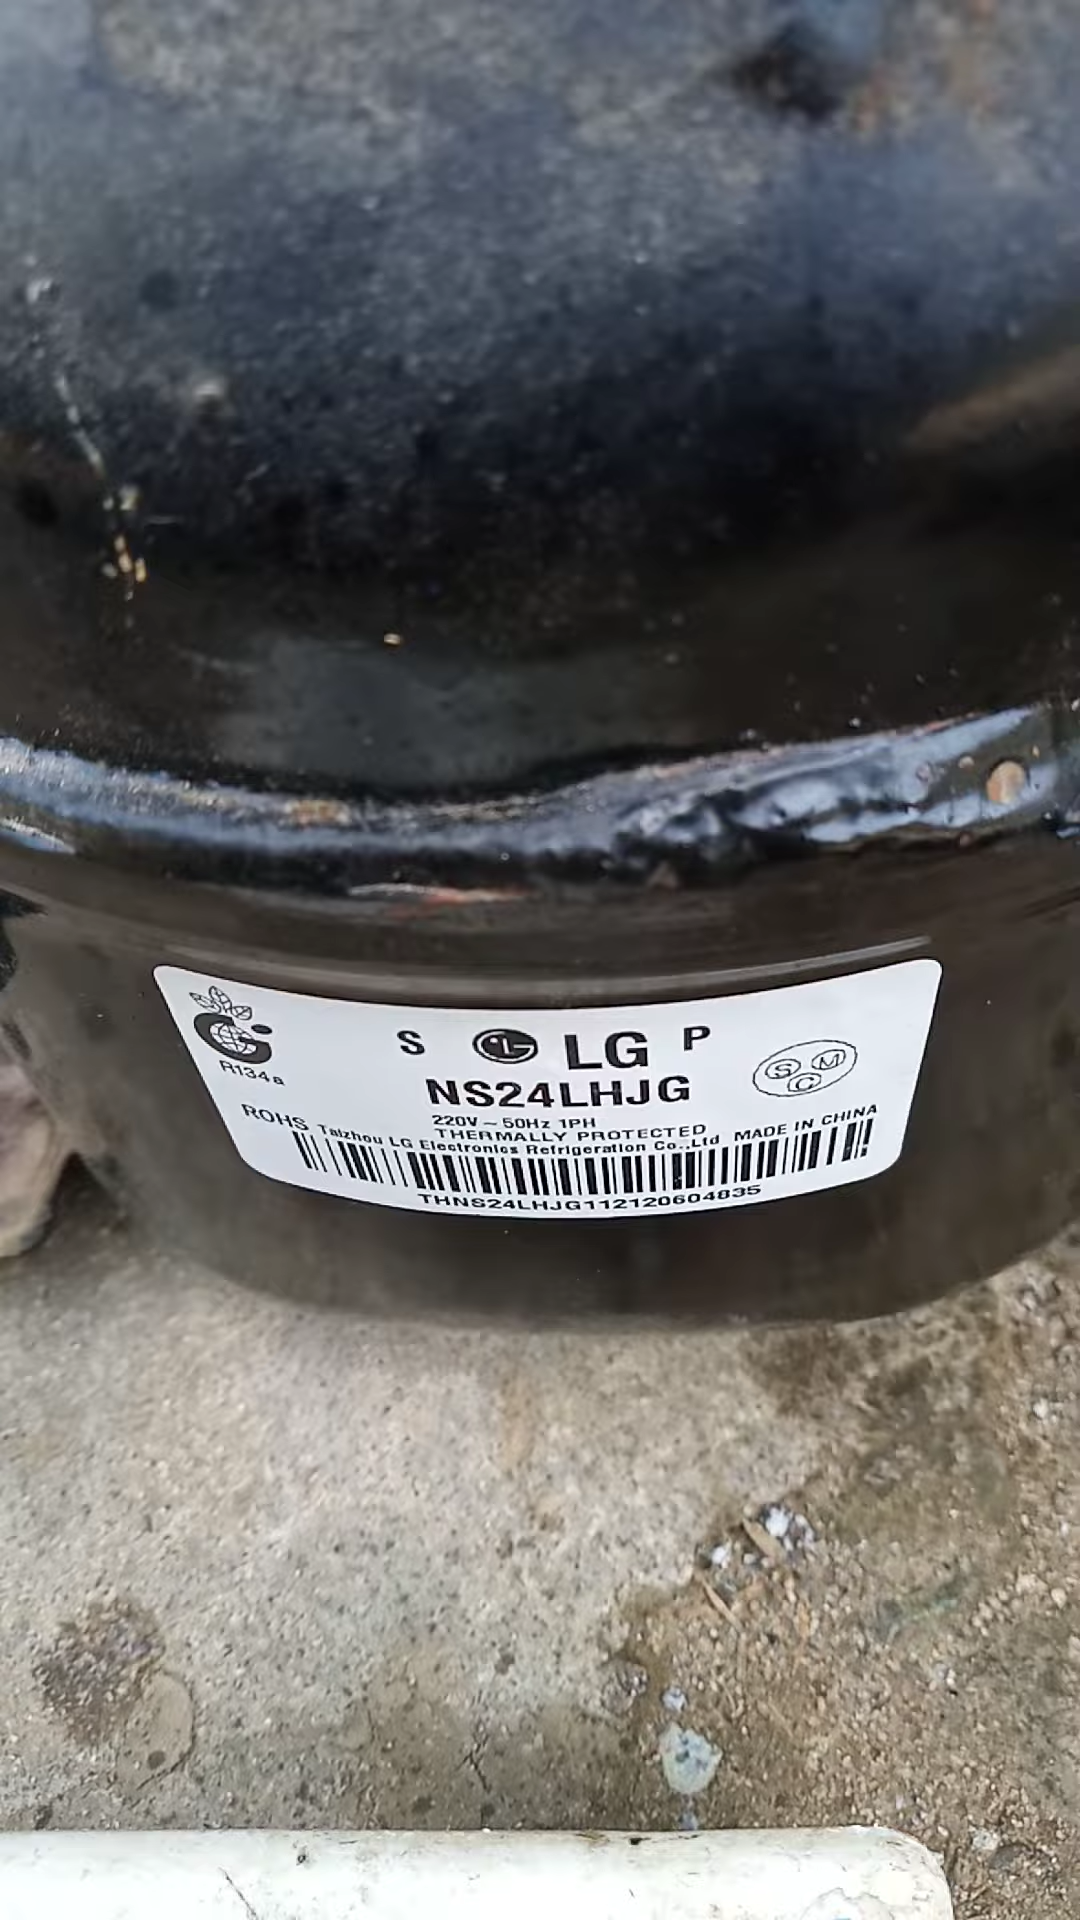 S LG P
R134a
NS24LHJG
S M C
220V~50Hz 1PH
THERMALLY PROTECTED
ROHS Taizhou LG Electronics Refrigeration Co.,Ltd MADE IN CHINA
THNS24LHJG112120604835